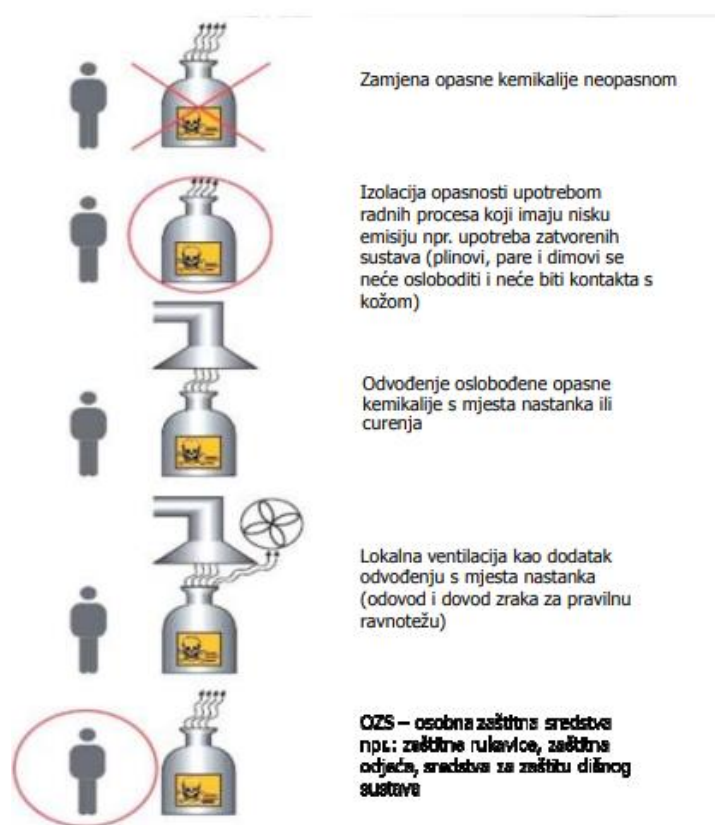 Zamjena opasne kemikalije neopasnom
Izolacija opasnosti upotrebom
radnih procesa koji imaju nisku
emisiju npr. upotreba zatvorenih
sustava (plinovi, pare i dimovi se
neće osloboditi i neće biti kontakta s
kožom)
Odvođenje oslobođene opasne
kemikalije s mjesta nastanka ili
curenja
Lokalna ventilacija kao dodatak
odvođenju s mjesta nastanka
(odovod i dovod zraka za pravilnu
ravnotežu)
OZS – osobna zaštitna sredstva
npr.: zaštitne rukavice, zaštitna
odjeća, sredstva za zaštitu dišnog
sustava